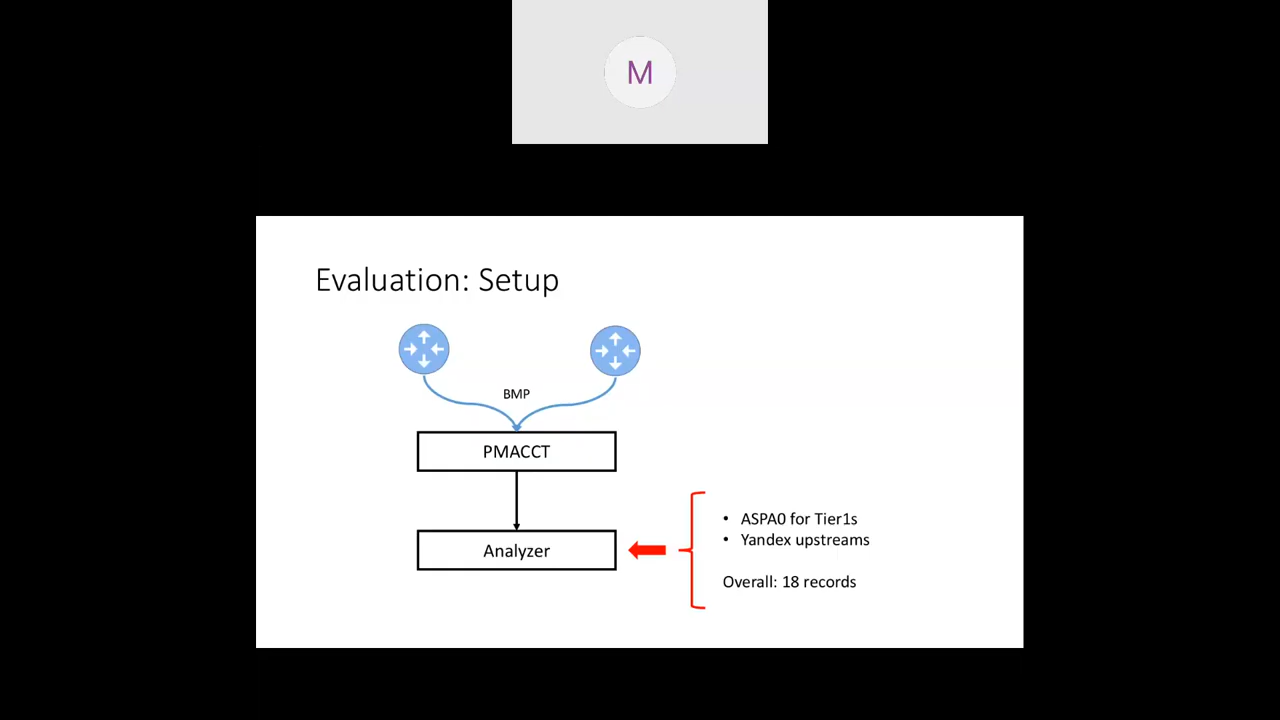 M
Evaluation: Setup
BMP
PMACCT
Analyzer
• ASPA0 for Tier1s
• Yandex upstreams
Overall: 18 records